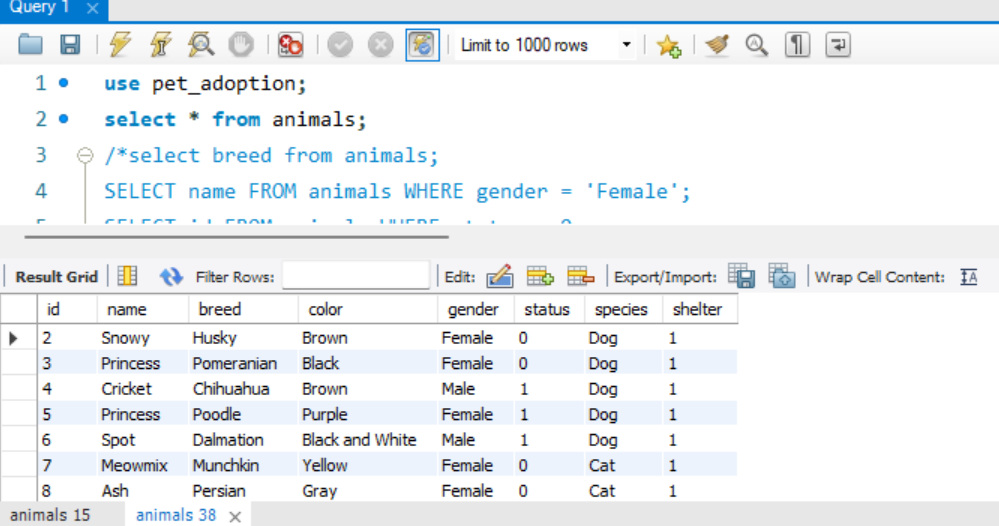 Query 1
Limit to 1000 rows
1 use pet_adoption;
2 select * from animals;
3 /*select breed from animals;
4 SELECT name FROM animals WHERE gender = 'Female';
Result Grid Filter Rows: Edit: Export/Import: Wrap Cell Content:
id name breed color gender status species shelter
2 Snowy Husky Brown Female 0 Dog 1
3 Princess Pomeranian Black Female 0 Dog 1
4 Cricket Chihuahua Brown Male 1 Dog 1
5 Princess Poodle Purple Female 1 Dog 1
6 Spot Dalmation Black and White Male 1 Dog 1
7 Meowmix Munchkin Yellow Female 0 Cat 1
8 Ash Persian Gray Female 0 Cat 1
animals 15 animals 38